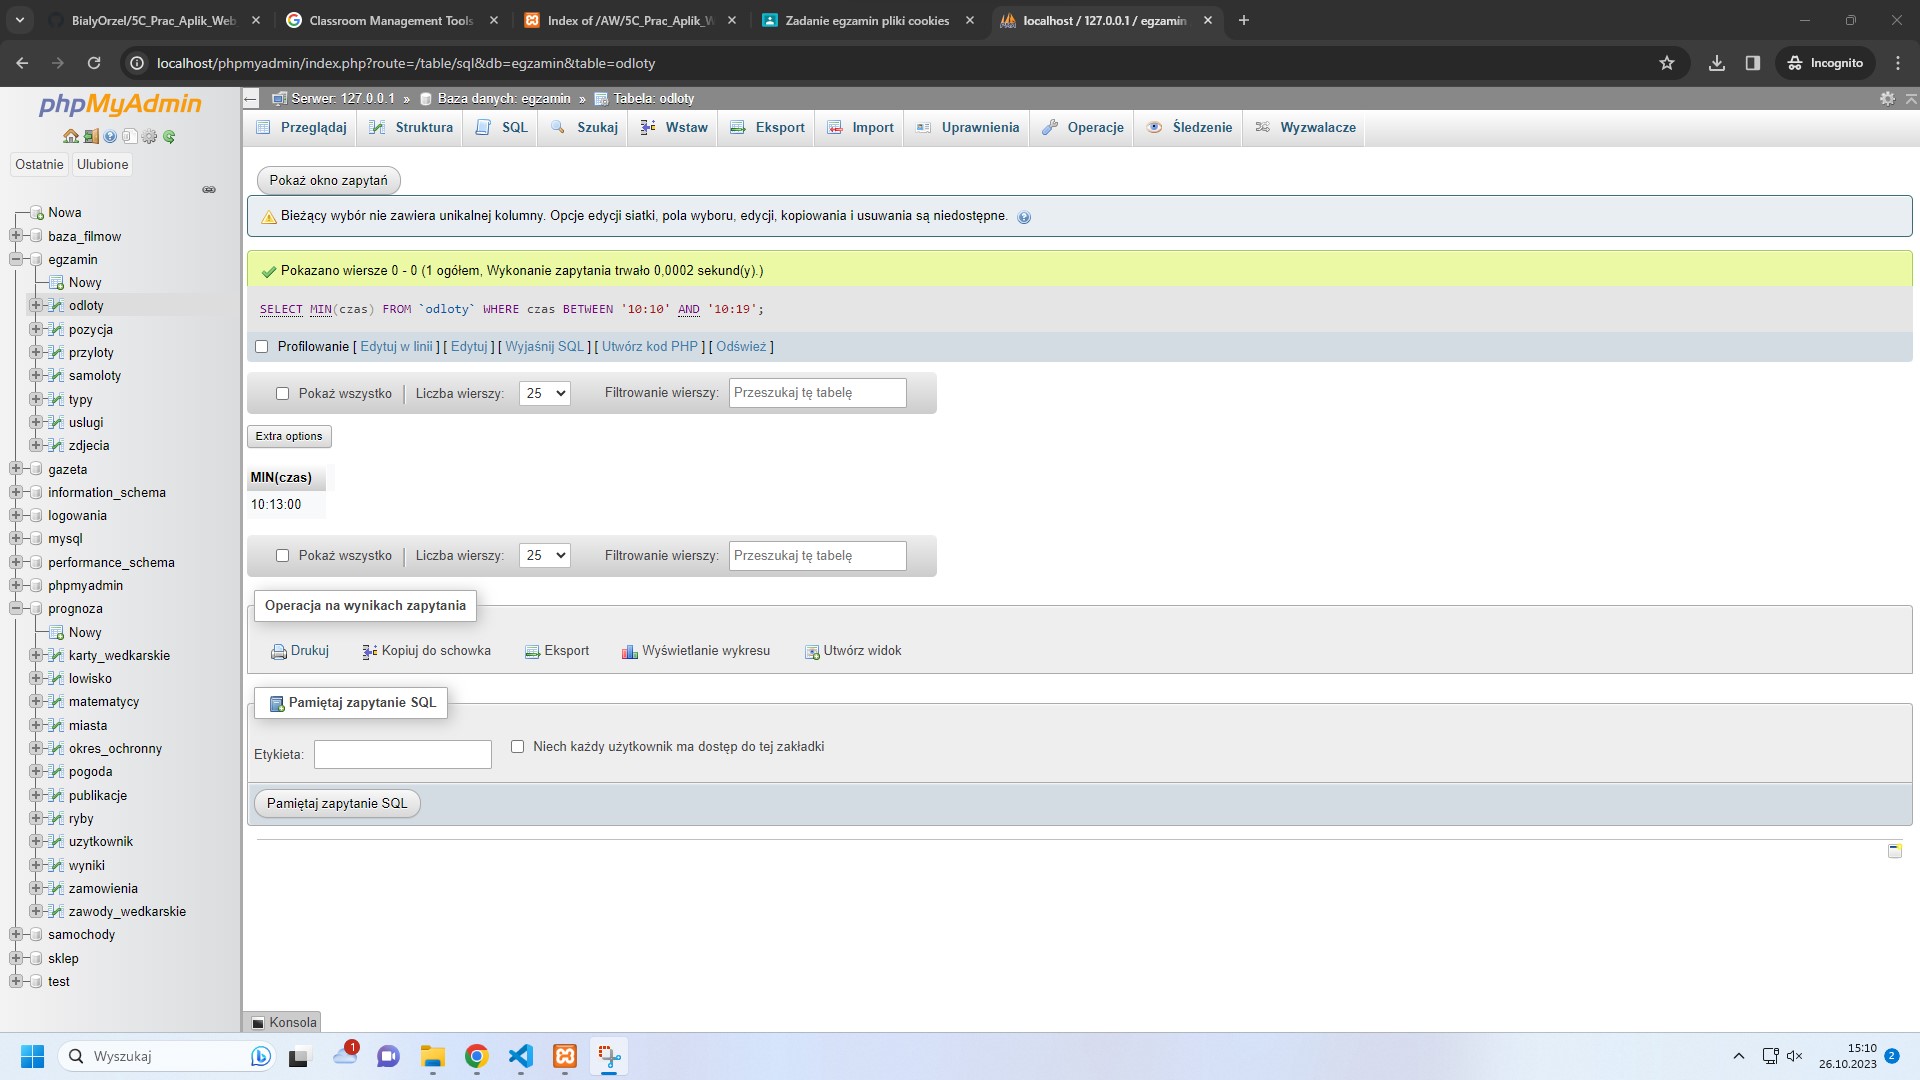 BialyOrzel/5C_Prac_Aplik_Web
Classroom Management Tools
Index of /AW/5C_Prac_Aplik_W
Zadanie egzamin pliki cookies
localhost / 127.0.0.1 / egzamin
localhost/phpmyadmin/index.php?route=/table/sql&db=egzamin&table=odloty
Incognito
phpMyAdmin
Ostatnie
Ulubione
Nowa
baza_filmow
egzamin
Nowy
odloty
pozycja
przyloty
samoloty
typy
uslugi
zdjecia
gazeta
information_schema
logowania
mysql
performance_schema
phpmyadmin
prognoza
Nowy
karty_wedkarskie
lowisko
matematycy
miasta
okres_ochronny
pogoda
publikacje
ryby
uzytkownik
wyniki
zamowienia
zawody_wedkarskie
samochody
sklep
test
Serwer: 127.0.0.1 » Baza danych: egzamin » Tabela: odloty
Przeglądaj
Struktura
SQL
Szukaj
Wstaw
Eksport
Import
Uprawnienia
Operacje
Śledzenie
Wyzwalacze
Pokaż okno zapytań
Bieżący wybór nie zawiera unikalnej kolumny. Opcje edycji siatki, pola wyboru, edycji, kopiowania i usuwania są niedostępne.
Pokazano wiersze 0 - 0 (1 ogółem, Wykonanie zapytania trwało 0,0002 sekund(y).)
SELECT MIN(czas) FROM `odloty` WHERE czas BETWEEN '10:10' AND '10:19';
Profilowanie [ Edytuj w linii ] [ Edytuj ] [ Wyjaśnij SQL ] [ Utwórz kod PHP ] [ Odśwież ]
Pokaż wszystko | Liczba wierszy: 25 Filtrowanie wierszy: Przeszukaj tę tabelę
Extra options
MIN(czas)
10:13:00
Pokaż wszystko | Liczba wierszy: 25 Filtrowanie wierszy: Przeszukaj tę tabelę
Operacja na wynikach zapytania
Drukuj Kopiuj do schowka Eksport Wyświetlanie wykresu Utwórz widok
Pamiętaj zapytanie SQL
Etykieta: Niech każdy użytkownik ma dostęp do tej zakładki
Pamiętaj zapytanie SQL
Konsola
Wyszukaj
1
15:10
26.10.2023
2